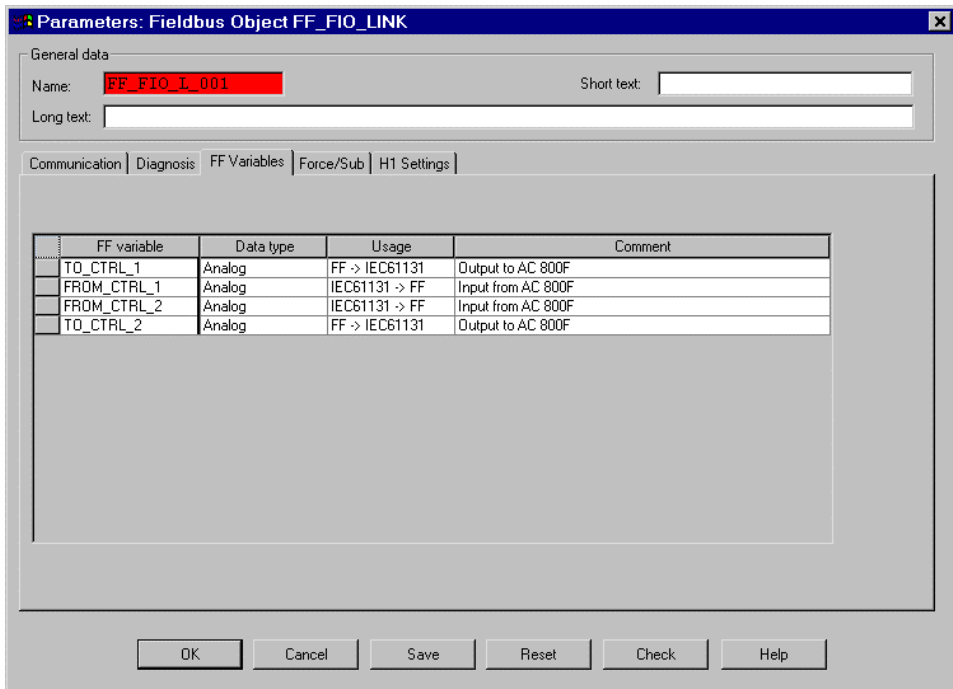 Parameters: Fieldbus Object FF_FIO_LINK
General data
Name: FF_FIO_L_001 Short text:
Long text:
Communication Diagnosis FF Variables Force/Sub H1 Settings
FF variable Data type Usage Comment
TO_CTRL_1 Analog FF -> IEC61131 Output to AC 800F
FROM_CTRL_1 Analog IEC61131 -> FF Input from AC 800F
FROM_CTRL_2 Analog IEC61131 -> FF Input from AC 800F
TO_CTRL_2 Analog FF -> IEC61131 Output to AC 800F
OK Cancel Save Reset Check Help